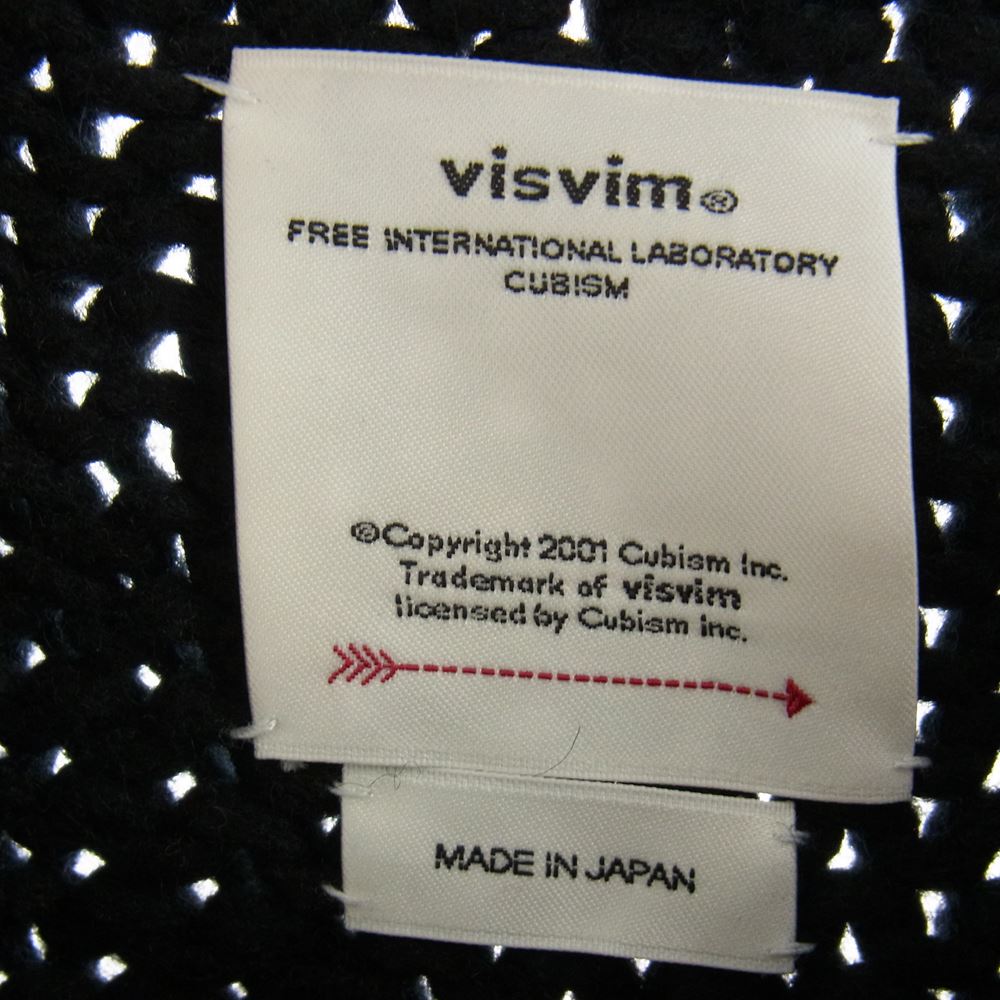 visvim®
FREE INTERNATIONAL LABORATORY
CUBISM
®Copyright 2001 Cubism Inc.
Trademark of visvim
licensed by Cubism Inc.
MADE IN JAPAN